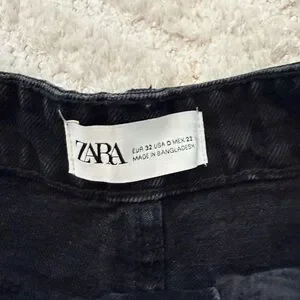 ZARA
EUR 32 USA 0 MEX 22
MADE IN BANGLADESH